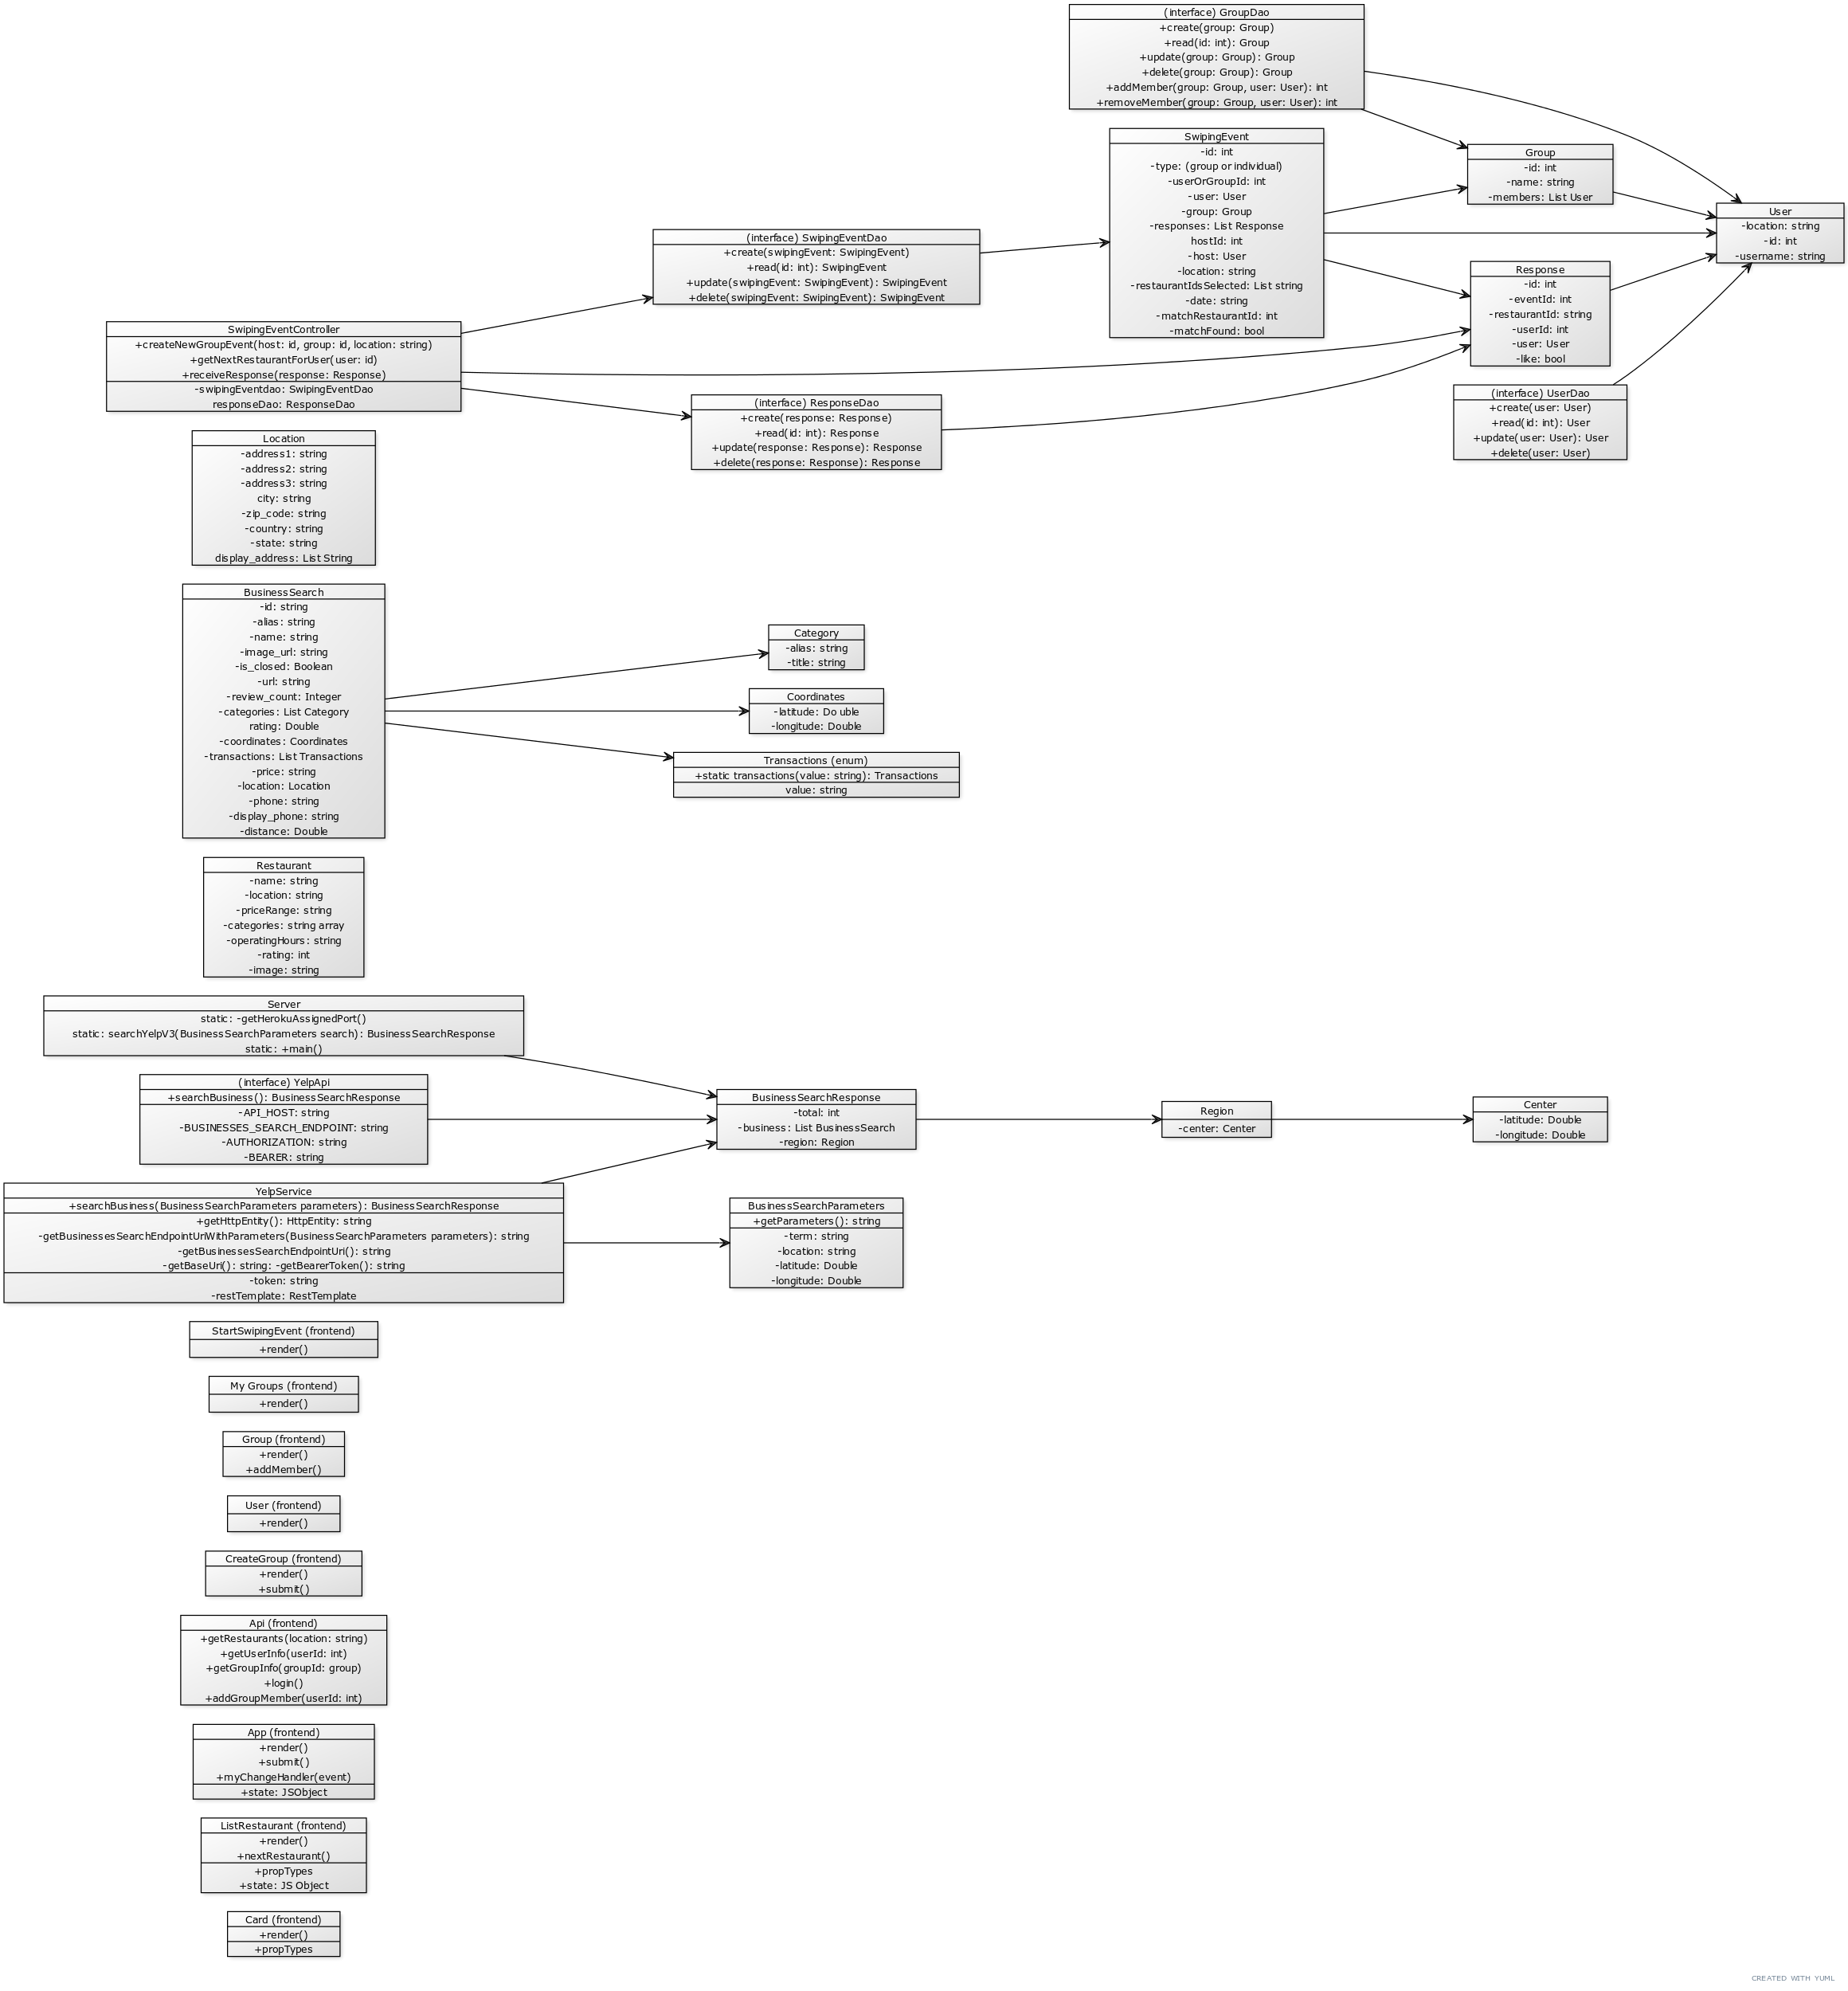 (interface) GroupDao
+create(group: Group)
+read(id: int): Group
+update(group: Group): Group
+delete(group: Group): Group
+addMember(group: Group, user: User): int
+removeMember(group: Group, user: User): int
SwipingEvent
-id: int
-type: (group or individual)
-userOrGroupId: int
-user: User
-group: Group
-responses: List Response
hostId: int
-host: User
-location: string
-restaurantIdsSelected: List string
-date: string
-matchRestaurantId: int
-matchFound: bool
Group
-id: int
-name: string
-members: List User
User
-location: string
-id: int
-username: string
(interface) SwipingEventDao
+create(swipingEvent: SwipingEvent)
+read(id: int): SwipingEvent
+update(swipingEvent: SwipingEvent): SwipingEvent
+delete(swipingEvent: SwipingEvent): SwipingEvent
Response
-id: int
-eventId: int
-restaurantId: string
-userId: int
-user: User
-like: bool
SwipingEventController
+createNewGroupEvent(host: id, group: id, location: string)
+getNextRestaurantForUser(user: id)
+receiveResponse(response: Response)
-swipingEventdao: SwipingEventDao
responseDao: ResponseDao
(interface) ResponseDao
+create(response: Response)
+read(id: int): Response
+update(response: Response): Response
+delete(response: Response): Response
(interface) UserDao
+create(user: User)
+read(id: int): User
+update(user: User): User
+delete(user: User)
Location
-address1: string
-address2: string
-address3: string
city: string
-zip_code: string
-country: string
-state: string
display_address: List String
BusinessSearch
-id: string
-alias: string
-name: string
-image_url: string
-is_closed: Boolean
-url: string
-review_count: Integer
-categories: List Category
rating: Double
-coordinates: Coordinates
-transactions: List Transactions
-price: string
-location: Location
-phone: string
-display_phone: string
-distance: Double
Category
-alias: string
-title: string
Coordinates
-latitude: Do uble
-longitude: Double
Transactions (enum)
+static transactions(value: string): Transactions
value: string
Restaurant
-name: string
-location: string
-priceRange: string
-categories: string array
-operatingHours: string
-rating: int
-image: string
Server
static: -getHerokuAssignedPort()
static: searchYelpV3(BusinessSearchParameters search): BusinessSearchResponse
static: +main()
(interface) YelpApi
+searchBusiness(): BusinessSearchResponse
-API_HOST: string
-BUSINESSES_SEARCH_ENDPOINT: string
-AUTHORIZATION: string
-BEARER: string
BusinessSearchResponse
-total: int
-business: List BusinessSearch
-region: Region
Region
-center: Center
Center
-latitude: Double
-longitude: Double
YelpService
+searchBusiness(BusinessSearchParameters parameters): BusinessSearchResponse
+getHttpEntity(): HttpEntity: string
-getBusinessesSearchEndpointUriWithParameters(BusinessSearchParameters parameters): string
-getBusinessesSearchEndpointUri(): string
-getBaseUri(): string: -getBearerToken(): string
-token: string
-restTemplate: RestTemplate
BusinessSearchParameters
+getParameters(): string
-term: string
-location: string
-latitude: Double
-longitude: Double
StartSwipingEvent (frontend)
+render()
My Groups (frontend)
+render()
Group (frontend)
+render()
+addMember()
User (frontend)
+render()
CreateGroup (frontend)
+render()
+submit()
Api (frontend)
+getRestaurants(location: string)
+getUserInfo(userId: int)
+getGroupInfo(groupId: group)
+login()
+addGroupMember(userId: int)
App (frontend)
+render()
+submit()
+myChangeHandler(event)
+state: JSObject
ListRestaurant (frontend)
+render()
+nextRestaurant()
+propTypes
+state: JS Object
Card (frontend)
+render()
+propTypes
CREATED WITH YUML